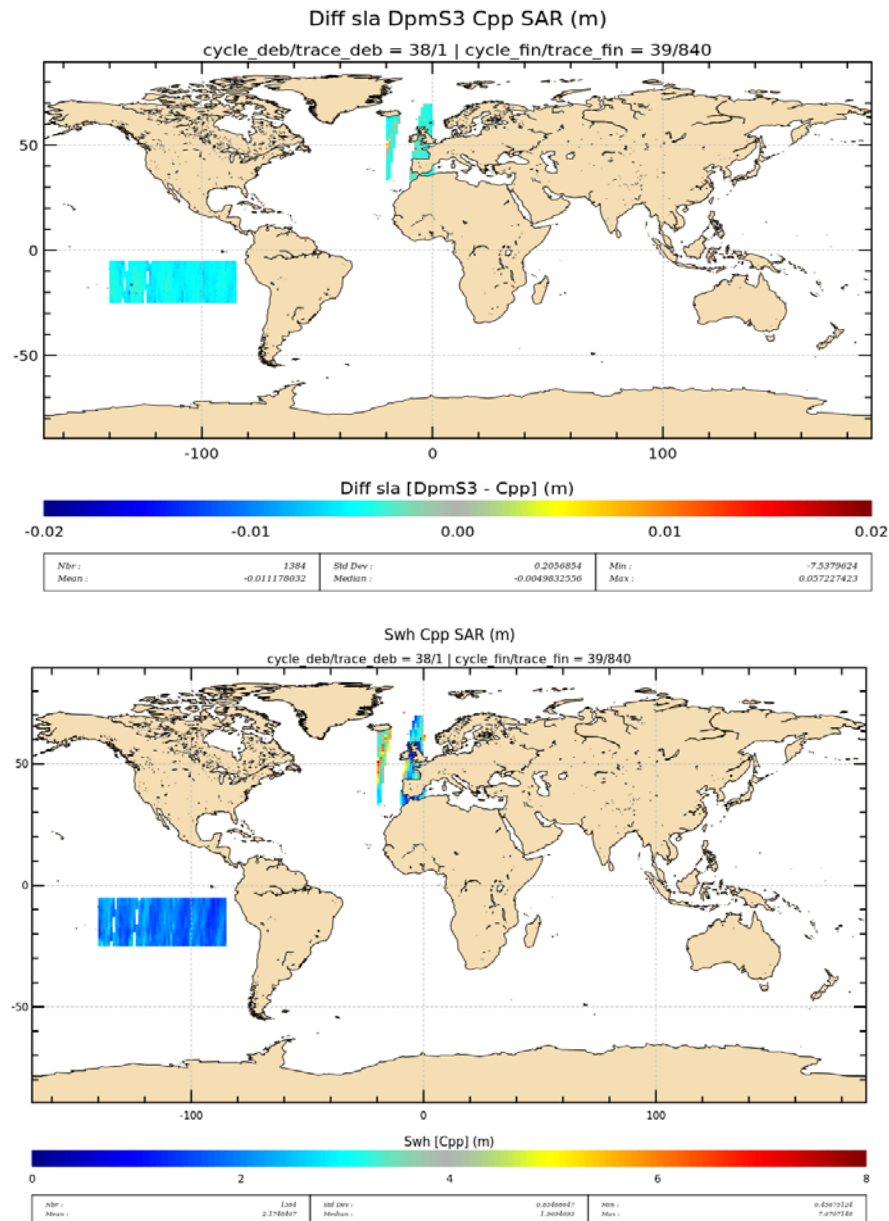 Diff sla DpmS3 Cpp SAR (m)
cycle_deb/trace_deb = 38/1 | cycle_fin/trace_fin = 39/840
50
0
-50
-100 0 100
Diff sla [DpmS3 - Cpp] (m)
-0.02 -0.01 0.00 0.01 0.02
Nbr : 1384 Std Dev : 0.2056854 Min : -7.5379624
Mean : -0.011178032 Median : -0.0049832556 Max : 0.057227423
Swh Cpp SAR (m)
cycle_deb/trace_deb = 38/1 | cycle_fin/trace_fin = 39/840
50
0
-50
-100 0 100
Swh [Cpp] (m)
0 2 4 6 8
Nbr : 1384 Std Dev : Min :
Mean : Median : Max :